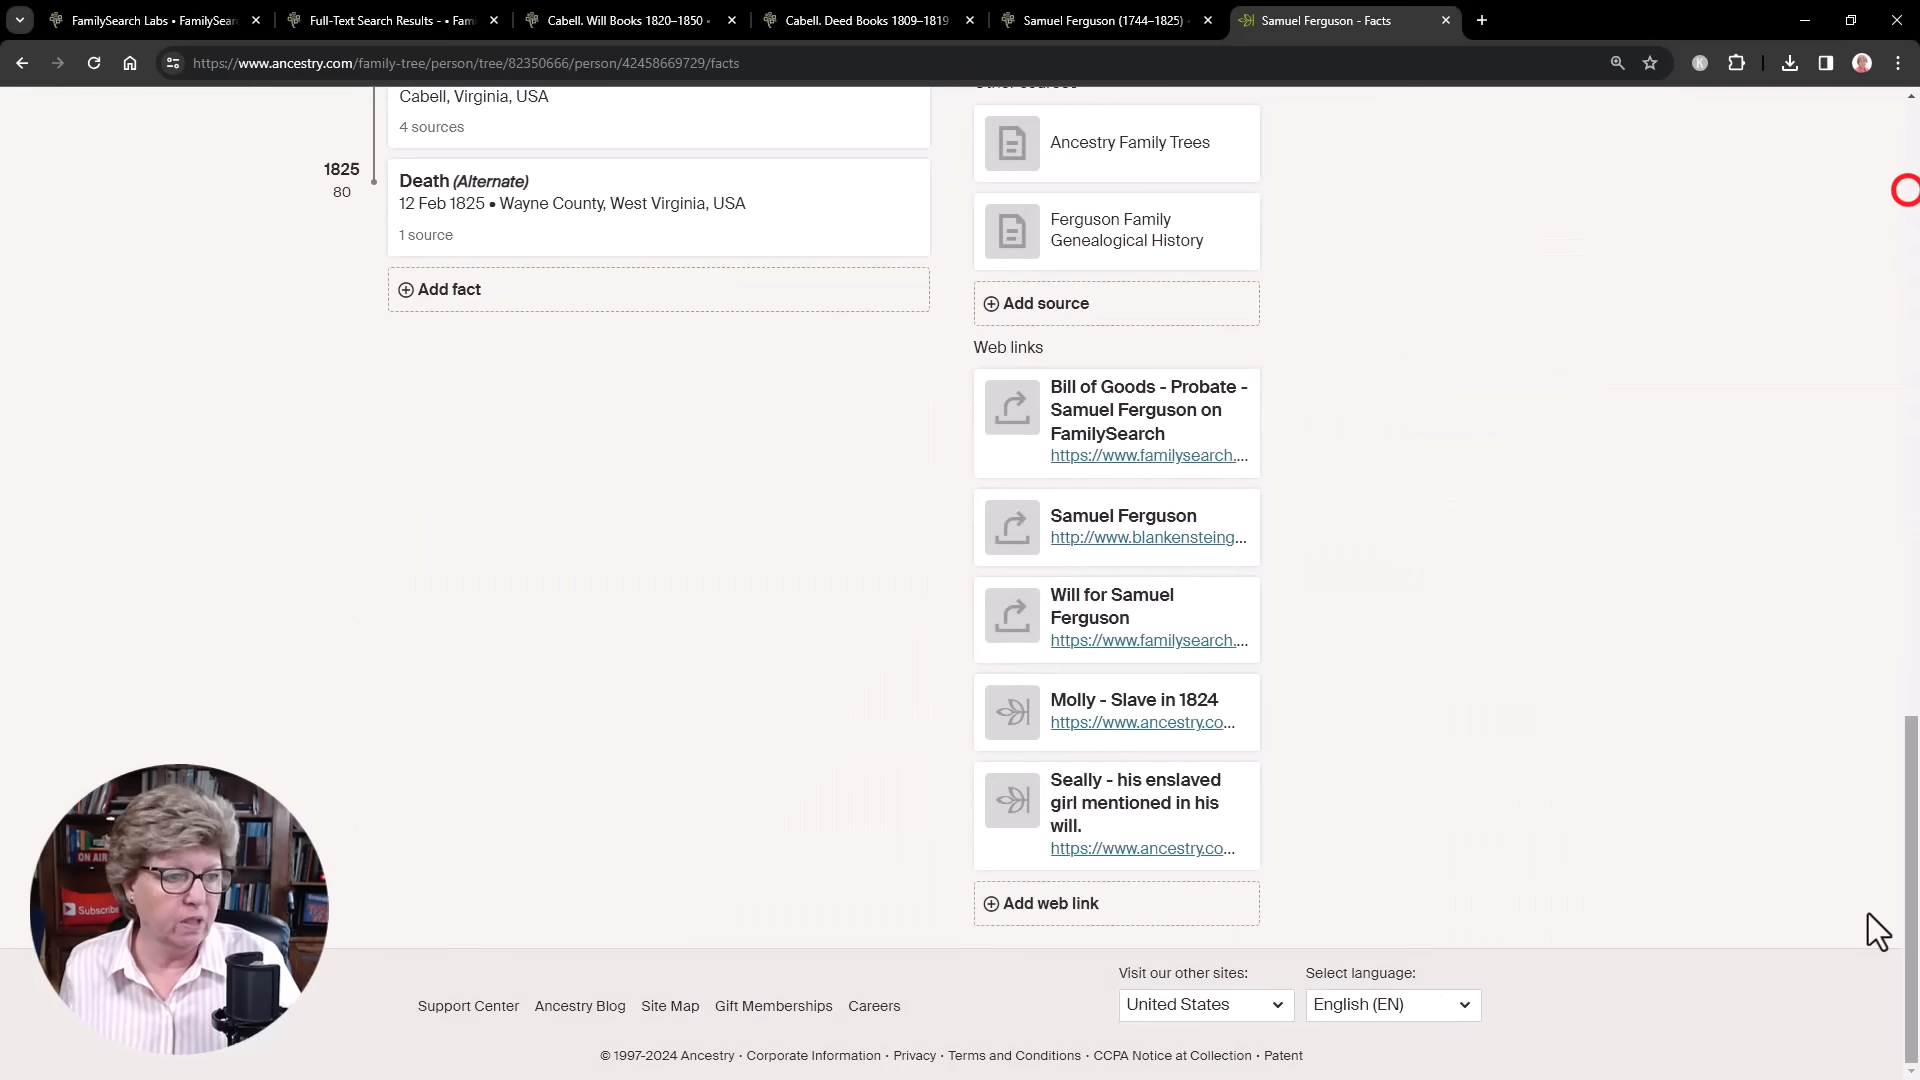 FamilySearch Labs • FamilySear
Full-Text Search Results - • Fami
Cabell. Will Books 1820–1850 •
Cabell. Deed Books 1809–1819
Samuel Ferguson (1744–1825)
Samuel Ferguson - Facts
https://www.ancestry.com/family-tree/person/tree/82350666/person/42458669729/facts
Cabell, Virginia, USA
4 sources
1825
80
Death (Alternate)
12 Feb 1825 • Wayne County, West Virginia, USA
1 source
Add fact
Ancestry Family Trees
Ferguson Family
Genealogical History
Add source
Web links
Bill of Goods - Probate -
Samuel Ferguson on
FamilySearch
https://www.familysearch....
Samuel Ferguson
http://www.blankensteing...
Will for Samuel
Ferguson
https://www.familysearch....
Molly - Slave in 1824
https://www.ancestry.co...
Seally - his enslaved
girl mentioned in his
will.
https://www.ancestry.co...
Add web link
ON AIR
Subscribe
Visit our other sites:
United States
Select language:
English (EN)
Support Center
Ancestry Blog
Site Map
Gift Memberships
Careers
© 1997-2024 Ancestry · Corporate Information · Privacy · Terms and Conditions · CCPA Notice at Collection · Patent